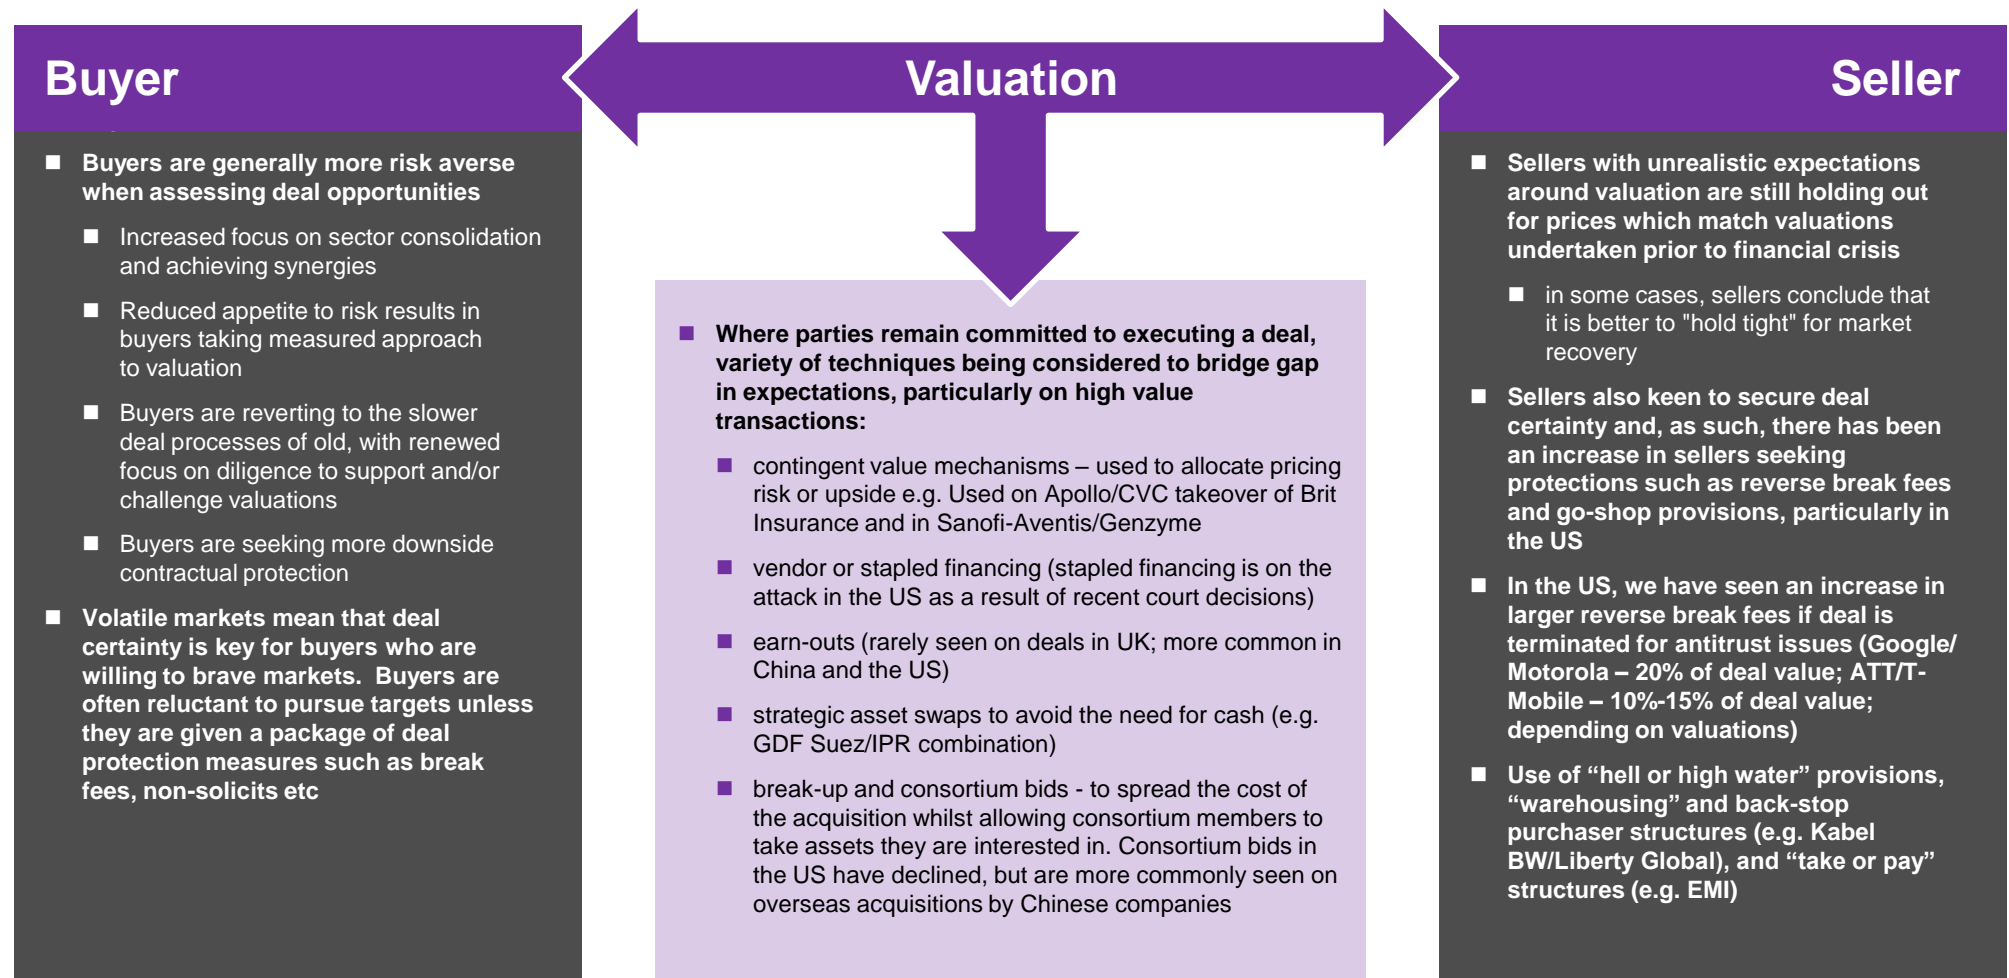 Buyer
Valuation
Seller
Buyers are generally more risk averse
when assessing deal opportunities
Increased focus on sector consolidation
and achieving synergies
Reduced appetite to risk results in
buyers taking measured approach
to valuation
Buyers are reverting to the slower
deal processes of old, with renewed
focus on diligence to support and/or
challenge valuations
Buyers are seeking more downside
contractual protection
Volatile markets mean that deal
certainty is key for buyers who are
willing to brave markets.  Buyers are
often reluctant to pursue targets unless
they are given a package of deal
protection measures such as break
fees, non-solicits etc
Where parties remain committed to executing a deal,
variety of techniques being considered to bridge gap
in expectations, particularly on high value
transactions:
contingent value mechanisms – used to allocate pricing
risk or upside e.g. Used on Apollo/CVC takeover of Brit
Insurance and in Sanofi-Aventis/Genzyme
vendor or stapled financing (stapled financing is on the
attack in the US as a result of recent court decisions)
earn-outs (rarely seen on deals in UK; more common in
China and the US)
strategic asset swaps to avoid the need for cash (e.g.
GDF Suez/IPR combination)
break-up and consortium bids - to spread the cost of
the acquisition whilst allowing consortium members to
take assets they are interested in. Consortium bids in
the US have declined, but are more commonly seen on
overseas acquisitions by Chinese companies
Sellers with unrealistic expectations
around valuation are still holding out
for prices which match valuations
undertaken prior to financial crisis
in some cases, sellers conclude that
it is better to "hold tight" for market
recovery
Sellers also keen to secure deal
certainty and, as such, there has been
an increase in sellers seeking
protections such as reverse break fees
and go-shop provisions, particularly in
the US
In the US, we have seen an increase in
larger reverse break fees if deal is
terminated for antitrust issues (Google/
Motorola – 20% of deal value; ATT/T-
Mobile – 10%-15% of deal value;
depending on valuations)
Use of “hell or high water” provisions,
“warehousing” and back-stop
purchaser structures (e.g. Kabel
BW/Liberty Global), and “take or pay”
structures (e.g. EMI)